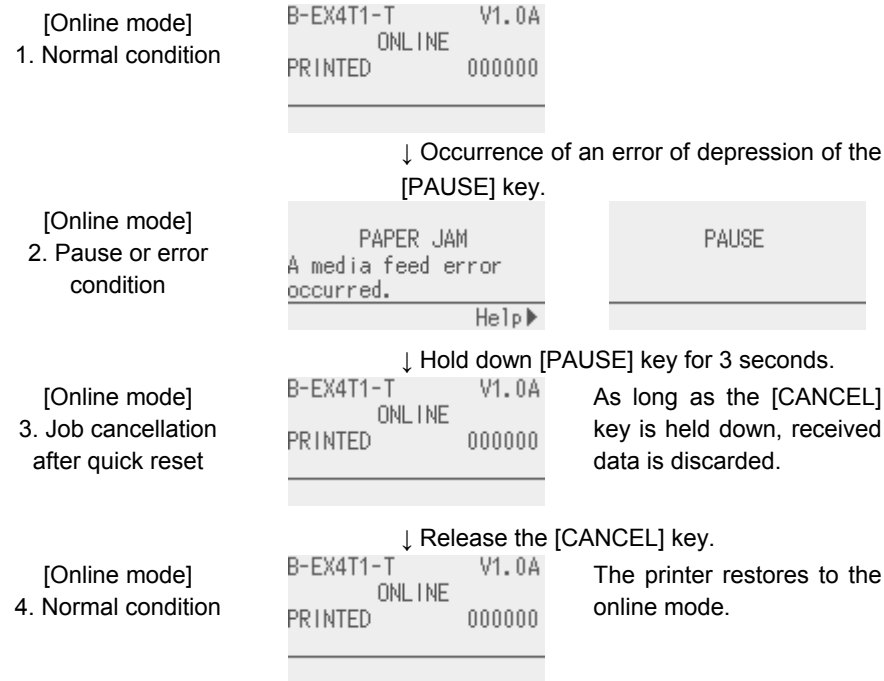 [Online mode]
1. Normal condition
B-EX4T1-T V1.0A
ONLINE
PRINTED 000000
↓ Occurrence of an error of depression of the
[PAUSE] key.
[Online mode]
2. Pause or error
condition
PAPER JAM
A media feed error
occurred.
Help▶
PAUSE
↓ Hold down [PAUSE] key for 3 seconds.
[Online mode]
3. Job cancellation
after quick reset
B-EX4T1-T V1.0A
ONLINE
PRINTED 000000
As long as the [CANCEL]
key is held down, received
data is discarded.
↓ Release the [CANCEL] key.
[Online mode]
4. Normal condition
B-EX4T1-T V1.0A
ONLINE
PRINTED 000000
The printer restores to the
online mode.